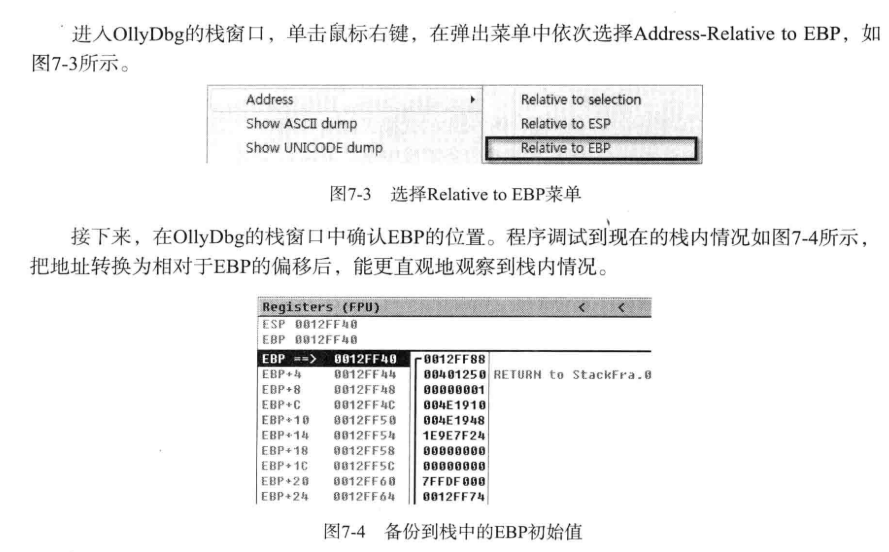 进入OllyDbg的栈窗口，单击鼠标右键，在弹出菜单中依次选择Address-Relative to EBP，如
图7-3所示。
Address Relative to selection
Show ASCII dump Relative to ESP
Show UNICODE dump Relative to EBP
图7-3 选择Relative to EBP菜单
接下来，在OllyDbg的栈窗口中确认EBP的位置。程序调试到现在的栈内情况如图7-4所示，
把地址转换为相对于EBP的偏移后，能更直观地观察到栈内情况。
Registers (FPU) < <
ESP 0012FF40
EBP 0012FF40
EBP ==> 0012FF40 0012FF88
EBP+4 0012FF44 00401250 RETURN to StackFra.0
EBP+8 0012FF48 00000001
EBP+C 0012FF4C 004E1910
EBP+10 0012FF50 004E1948
EBP+14 0012FF54 1E9E7F24
EBP+18 0012FF58 00000000
EBP+1C 0012FF5C 00000000
EBP+20 0012FF60 7FFDF000
EBP+24 0012FF64 0012FF74
图7-4 备份到栈中的EBP初始值